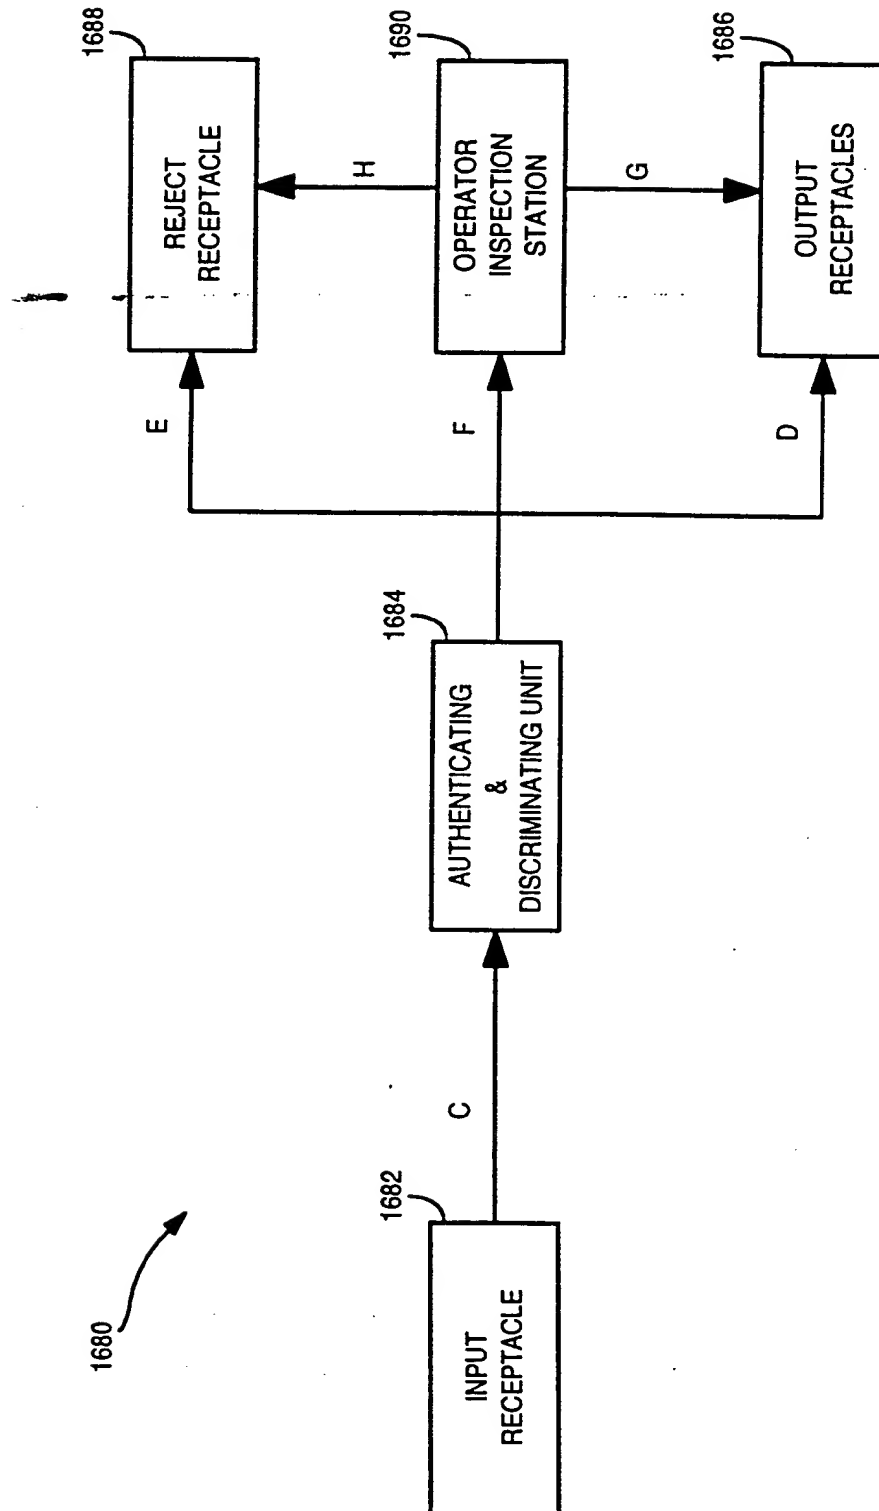 1680
1682
INPUT
RECEPTACLE
C
1684
AUTHENTICATING
&
DISCRIMINATING UNIT
E
F
D
1688
REJECT
RECEPTACLE
H
1690
OPERATOR
INSPECTION
STATION
G
1686
OUTPUT
RECEPTACLES